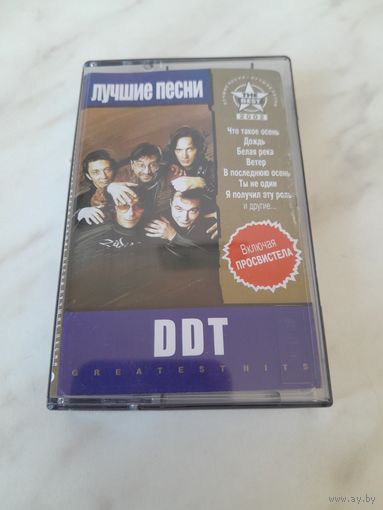 лучшие песни
THE
BEST
2002
Что такое осень
Дождь
Белая река
Ветер
В последнюю осень
Ты не один
Я получил эту роль
и другие...
Включая
ПРОСВИСТЕЛА
DDT
GREATEST HITS
www.ay.by